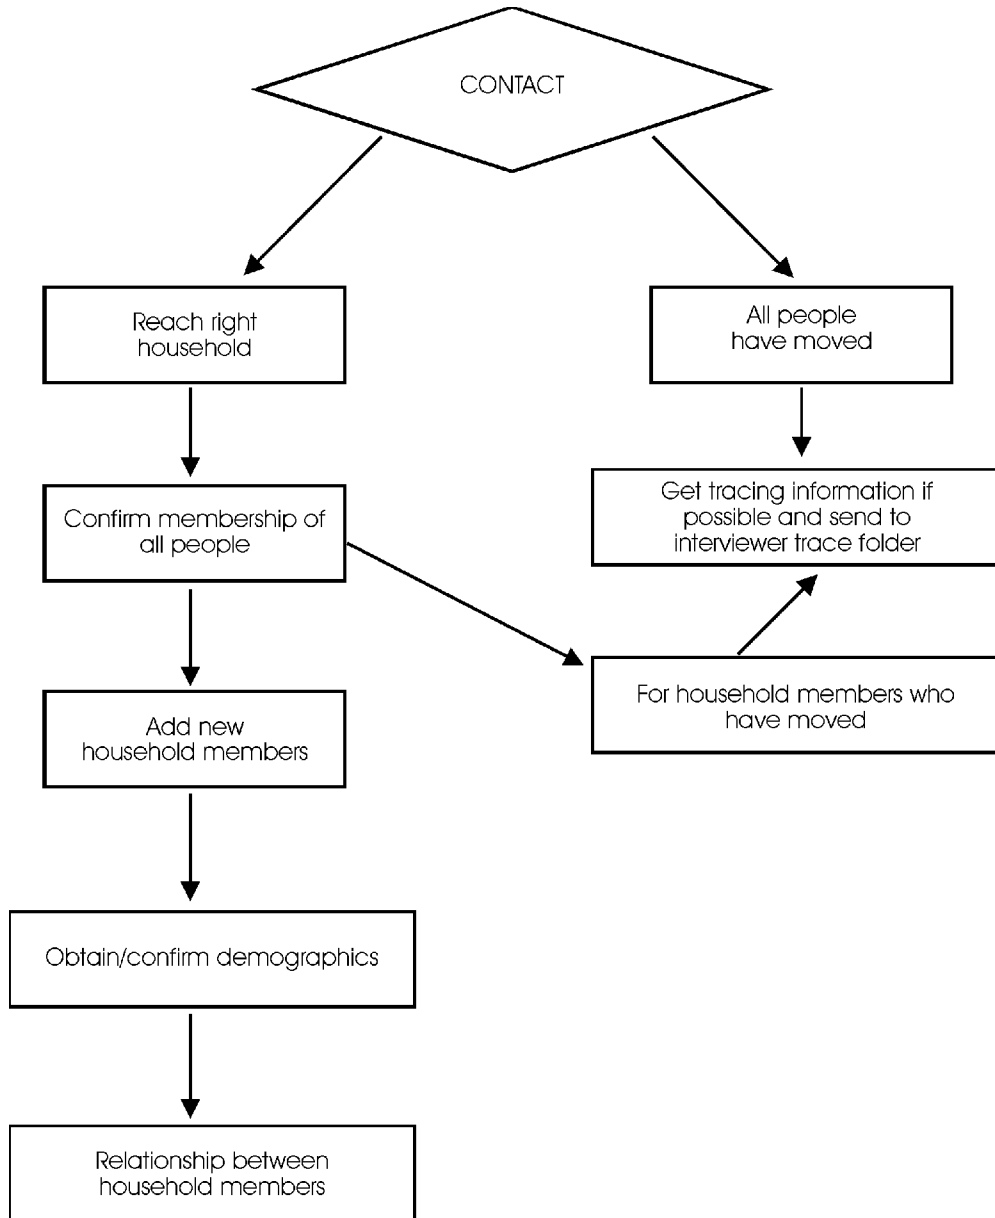 CONTACT
Reach right
household
All people
have moved
Confirm membership of
all people
Get tracing information if
possible and send to
interviewer trace folder
Add new
household members
For household members who
have moved
Obtain/confirm demographics
Relationship between
household members